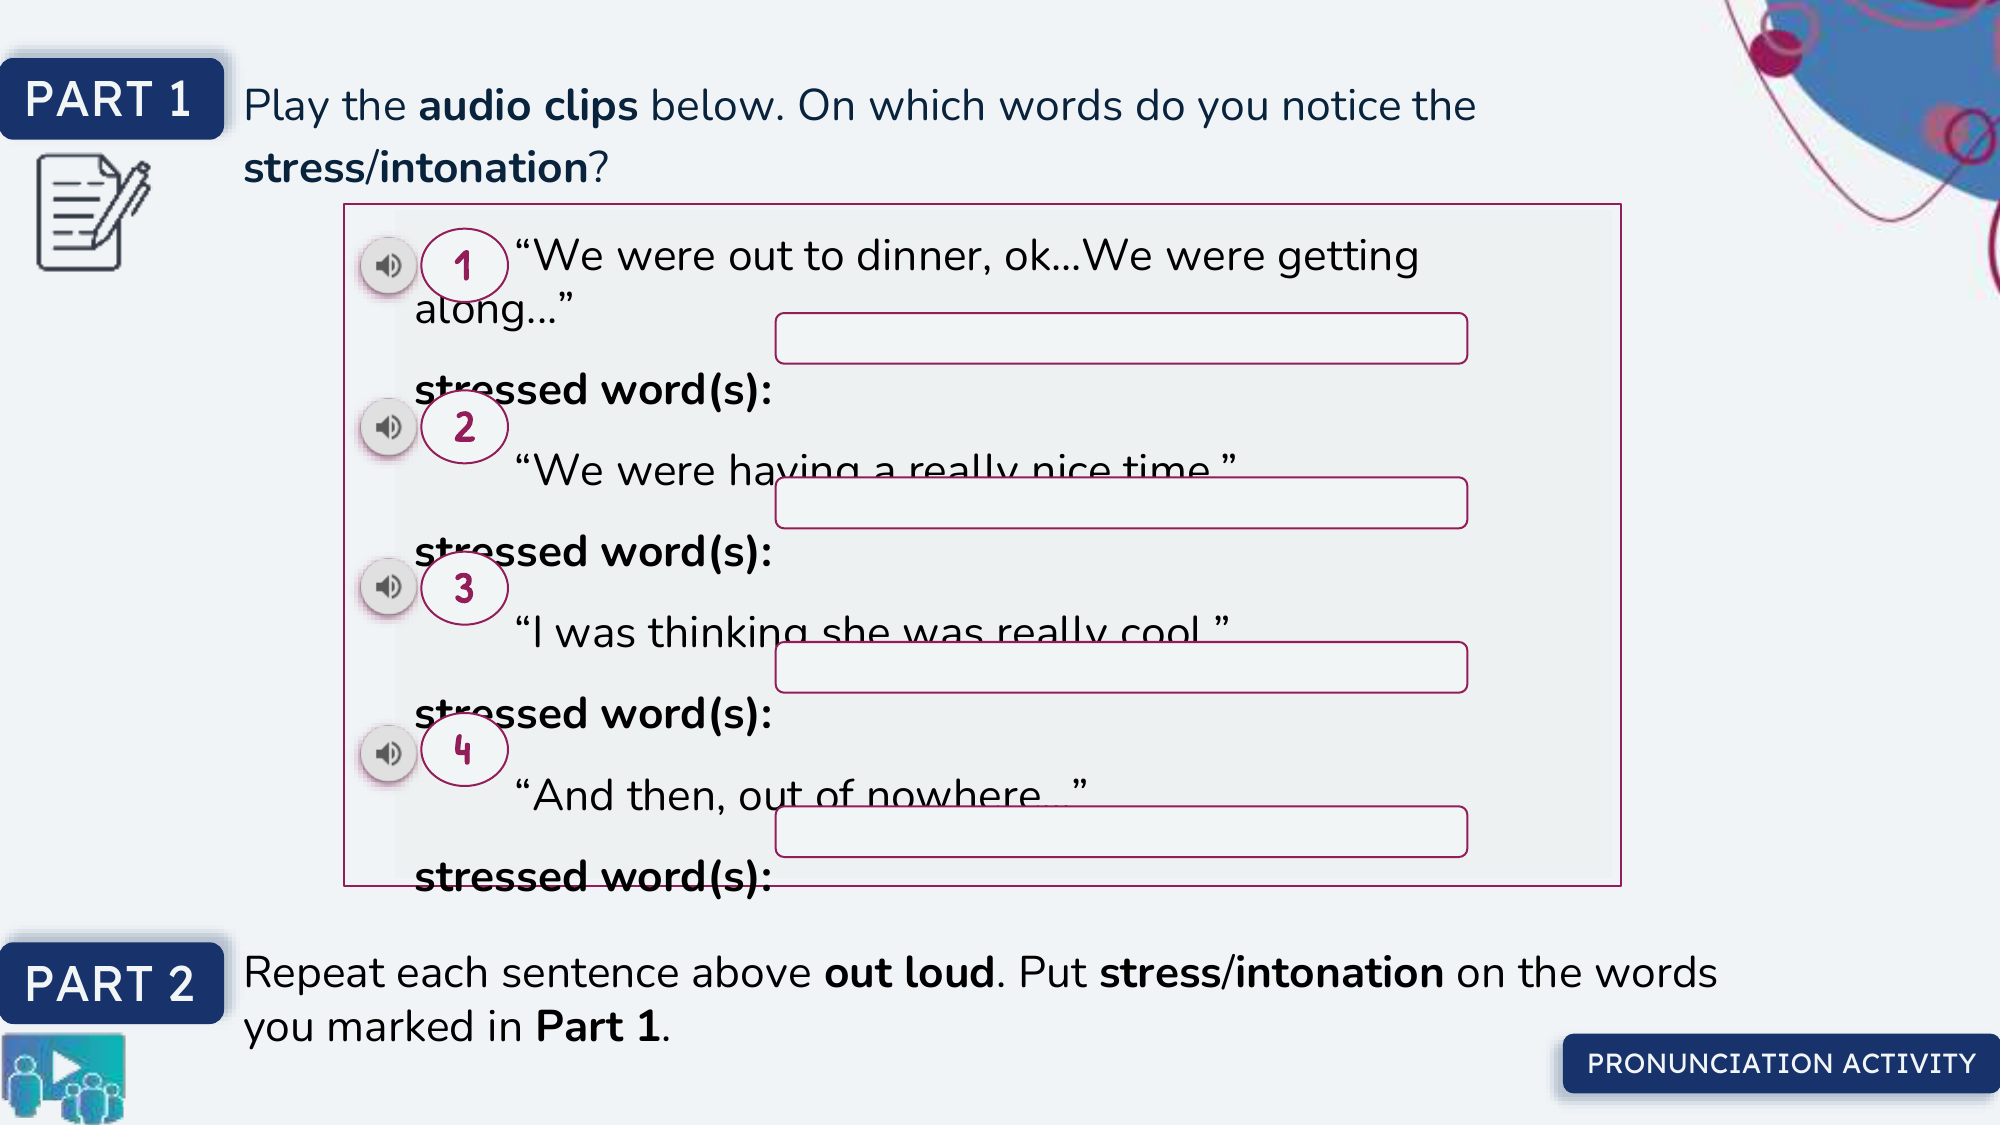 PART 1
Play the audio clips below. On which words do you notice the
stress/intonation?
1 “We were out to dinner, ok...We were getting
along...”
stressed word(s):
2
“We were having a really nice time.”
stressed word(s):
3
“I was thinking she was really cool.”
stressed word(s):
4
“And then, out of nowhere...”
stressed word(s):
PART 2
Repeat each sentence above out loud. Put stress/intonation on the words
you marked in Part 1.
PRONUNCIATION ACTIVITY